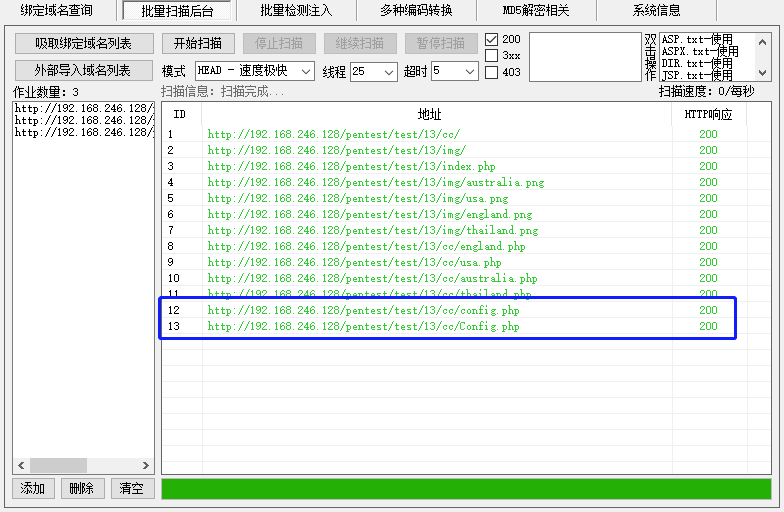 绑定域名查询 批量扫描后台 批量检测注入 多种编码转换 MD5解密相关 系统信息
吸取绑定域名列表 开始扫描 停止扫描 继续扫描 暂停扫描 200 双击操作 ASP.txt-使用
3xx ASPX.txt-使用
外部导入域名列表 模式 HEAD - 速度极快 线程 25 超时 5 403 DIR.txt-使用
JSP.txt-使用
作业数量: 3 扫描信息: 扫描完成... 扫描速度: 0/每秒
http://192.168.246.128/
http://192.168.246.128/
http://192.168.246.128/
ID 地址 HTTP响应
1 http://192.168.246.128/pentest/test/13/cc/ 200
2 http://192.168.246.128/pentest/test/13/img/ 200
3 http://192.168.246.128/pentest/test/13/index.php 200
4 http://192.168.246.128/pentest/test/13/img/australia.png 200
5 http://192.168.246.128/pentest/test/13/img/usa.png 200
6 http://192.168.246.128/pentest/test/13/img/england.png 200
7 http://192.168.246.128/pentest/test/13/img/thailand.png 200
8 http://192.168.246.128/pentest/test/13/cc/england.php 200
9 http://192.168.246.128/pentest/test/13/cc/usa.php 200
10 http://192.168.246.128/pentest/test/13/cc/australia.php 200
11 http://192.168.246.128/pentest/test/13/cc/thailand.php 200
12 http://192.168.246.128/pentest/test/13/cc/config.php 200
13 http://192.168.246.128/pentest/test/13/cc/Config.php 200
添加 删除 清空